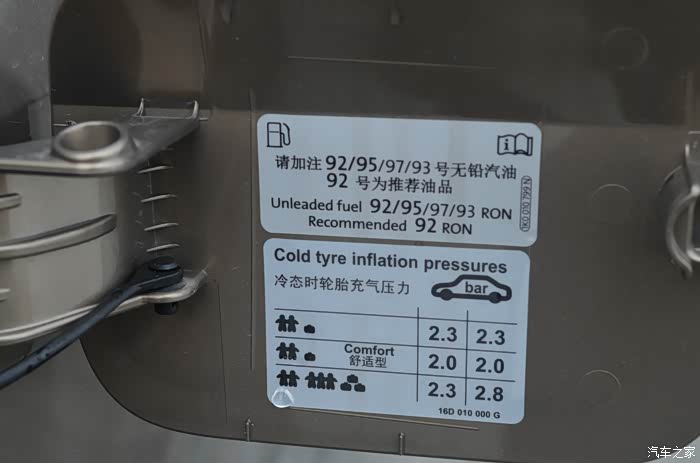 请加注 92/95/97/93 号无铅汽油
92 号为推荐油品
Unleaded fuel 92/95/97/93 RON
Recommended 92 RON
Cold tyre inflation pressures
冷态时轮胎充气压力
bar
2.3 2.3
Comfort
舒适型
2.0 2.0
2.3 2.8
16D 010 000 G
汽车之家